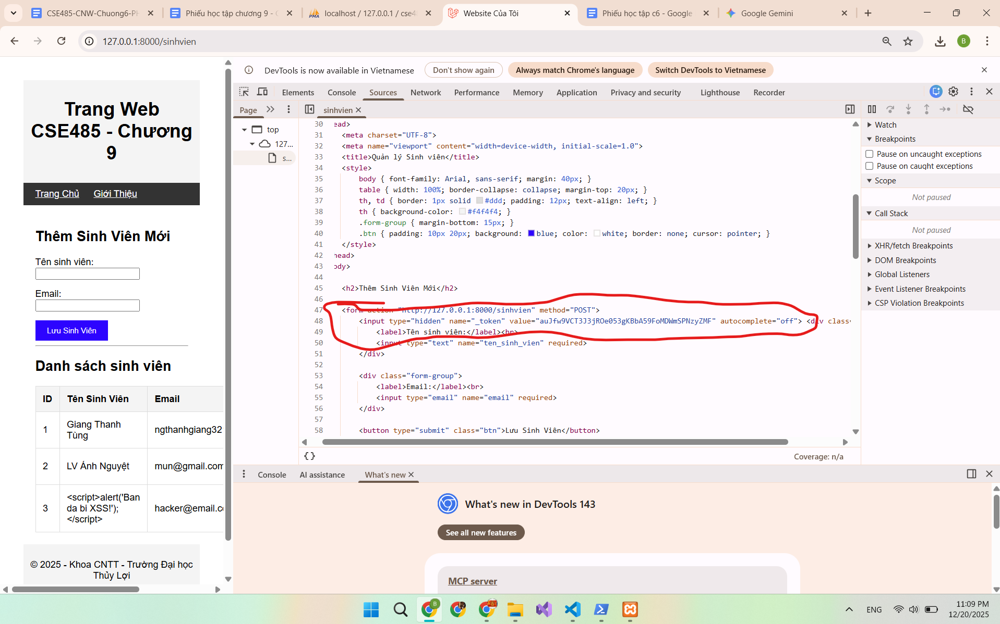 CSE485-CNW-Chuong6-PH
Phiếu học tập chương 9 - G
localhost / 127.0.0.1 / cse4
Website Của Tôi
Phiếu học tập c6 - Google
Google Gemini
127.0.0.1:8000/sinhvien
B
DevTools is now available in Vietnamese
Don't show again
Always match Chrome's language
Switch DevTools to Vietnamese
Elements
Console
Sources
Network
Performance
Memory
Application
Privacy and security
Lighthouse
Recorder
Page
sinhvien
top
127...
s...
Trang Web
CSE485 - Chương
9
Trang Chủ
Giới Thiệu
Thêm Sinh Viên Mới
Tên sinh viên:
Email:
Lưu Sinh Viên
Danh sách sinh viên
ID Tên Sinh Viên Email
1 Giang Thanh Tùng ngthanhgiang32
2 LV Ánh Nguyệt mun@gmail.com
3 <script>alert('Ban da bi XSS!');</script> hacker@email.co
© 2025 - Khoa CNTT - Trường Đại học
Thủy Lợi
30 ead>
31 <meta charset="UTF-8">
32 <meta name="viewport" content="width=device-width, initial-scale=1.0">
33 <title>Quản lý Sinh viên</title>
34 <style>
35 body { font-family: Arial, sans-serif; margin: 40px; }
36 table { width: 100%; border-collapse: collapse; margin-top: 20px; }
37 th, td { border: 1px solid #ddd; padding: 12px; text-align: left; }
38 th { background-color: #f4f4f4; }
39 .form-group { margin-bottom: 15px; }
40 .btn { padding: 10px 20px; background: blue; color: white; border: none; cursor: pointer; }
41 </style>
42 head>
43 ody>
44
45 <h2>Thêm Sinh Viên Mới</h2>
46
47 <form action="http://127.0.0.1:8000/sinhvien" method="POST">
48 <input type="hidden" name="_token" value="auJfw9VCT3J3jROe053gKBbA59FoMDWmSPNzyZMF" autocomplete="off"> <div class=
49 <label>Tên sinh viên:</label><br>
50 <input type="text" name="ten_sinh_vien" required>
51 </div>
52
53 <div class="form-group">
54 <label>Email:</label><br>
55 <input type="email" name="email" required>
56 </div>
57
58 <button type="submit" class="btn">Lưu Sinh Viên</button>
{}
Coverage: n/a
Watch
Breakpoints
Pause on uncaught exceptions
Pause on caught exceptions
Scope
Not paused
Call Stack
Not paused
XHR/fetch Breakpoints
DOM Breakpoints
Global Listeners
Event Listener Breakpoints
CSP Violation Breakpoints
Console
AI assistance
What's new
What's new in DevTools 143
See all new features
MCP server
ENG
11:09 PM
12/20/2025